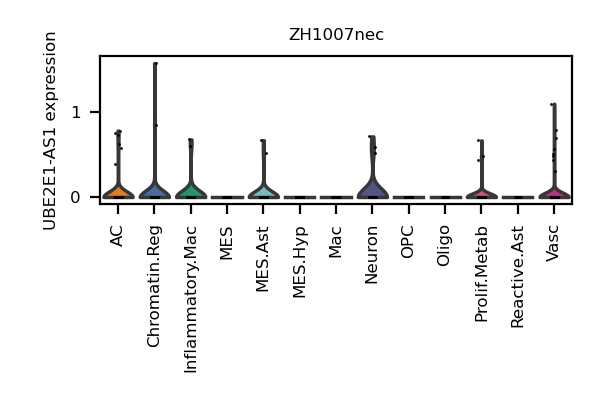 ZH1007nec
UBE2E1-AS1 expression
1
0
AC
Chromatin.Reg
Inflammatory.Mac
MES
MES.Ast
MES.Hyp
Mac
Neuron
OPC
Oligo
Prolif.Metab
Reactive.Ast
Vasc